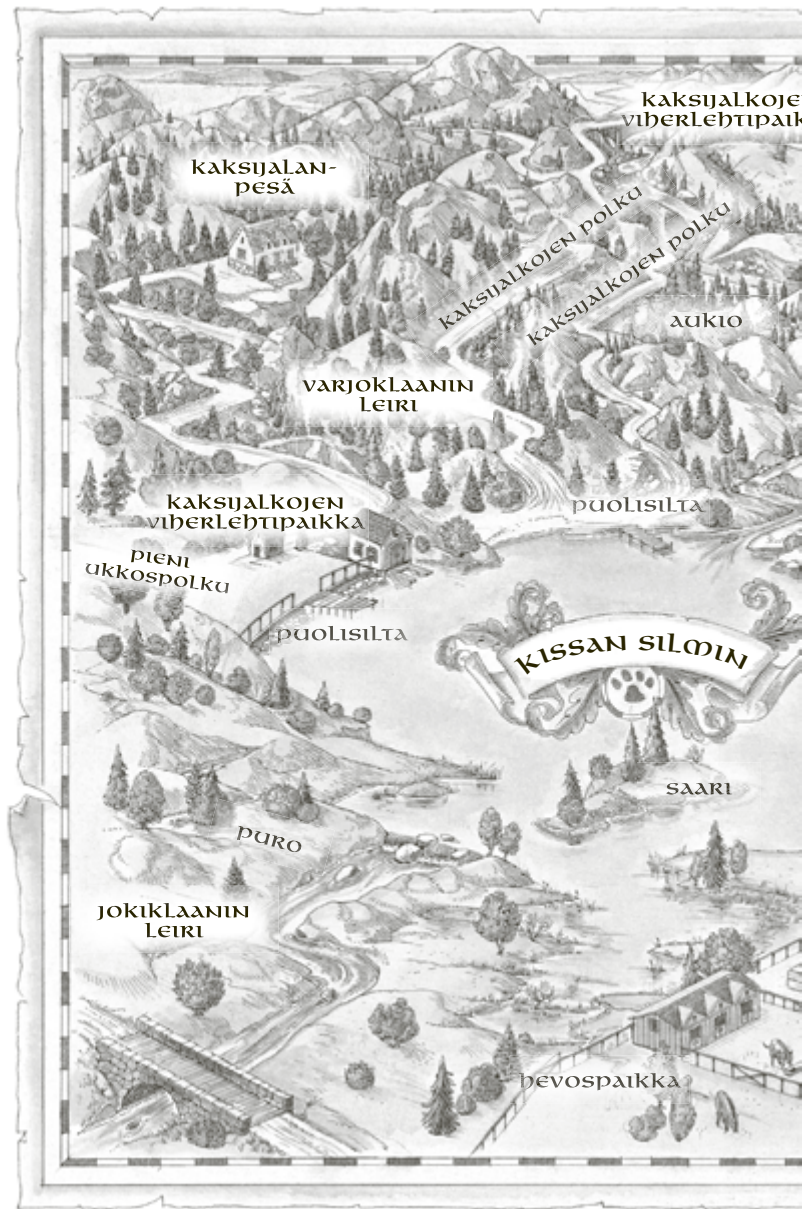 KAKSIJALKOJE
VIHERLEHTIPAIK
KAKSIJALAN-
PESÄ
KAKSIJALKOJEN POLKU
KAKSIJALKOJEN POLKU
AUKIO
VARJOKLAANIN
LEIRI
KAKSIJALKOJEN
VIHERLEHTIPAIKKA
PUOLISILTA
PIENI
UKKOSPOLKU
PUOLISILTA
KISSAN SILMIN
SAARI
PURO
JOKIKLAANIN
LEIRI
HEVOSPAIKKA